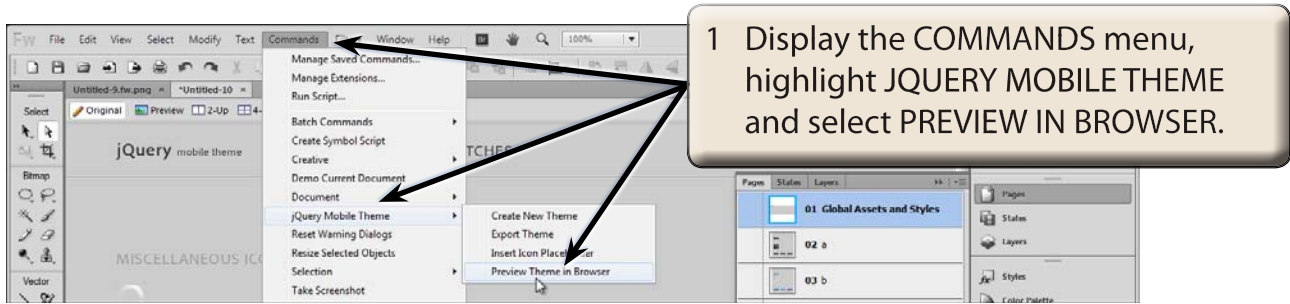 1 Display the COMMANDS menu,
highlight JQUERY MOBILE THEME
and select PREVIEW IN BROWSER.
Fw File Edit View Select Modify Text Commands Window Help Br 100%
Untitled-9.fw.png × *Untitled-10 ×
Select Original Preview 2-Up 4-
Manage Saved Commands...
Manage Extensions...
Run Script...
Batch Commands
Create Symbol Script
Creative
Demo Current Document
Document
jQuery Mobile Theme
Reset Warning Dialogs
Resize Selected Objects
Selection
Take Screenshot
Create New Theme
Export Theme
Insert Icon
Preview Theme in Browser
jQuery mobile theme
Bitmap
Vector
Pages States Layers
01 Global Assets and Styles
02 a
03 b
Pages
States
Layers
Styles
Color Palette